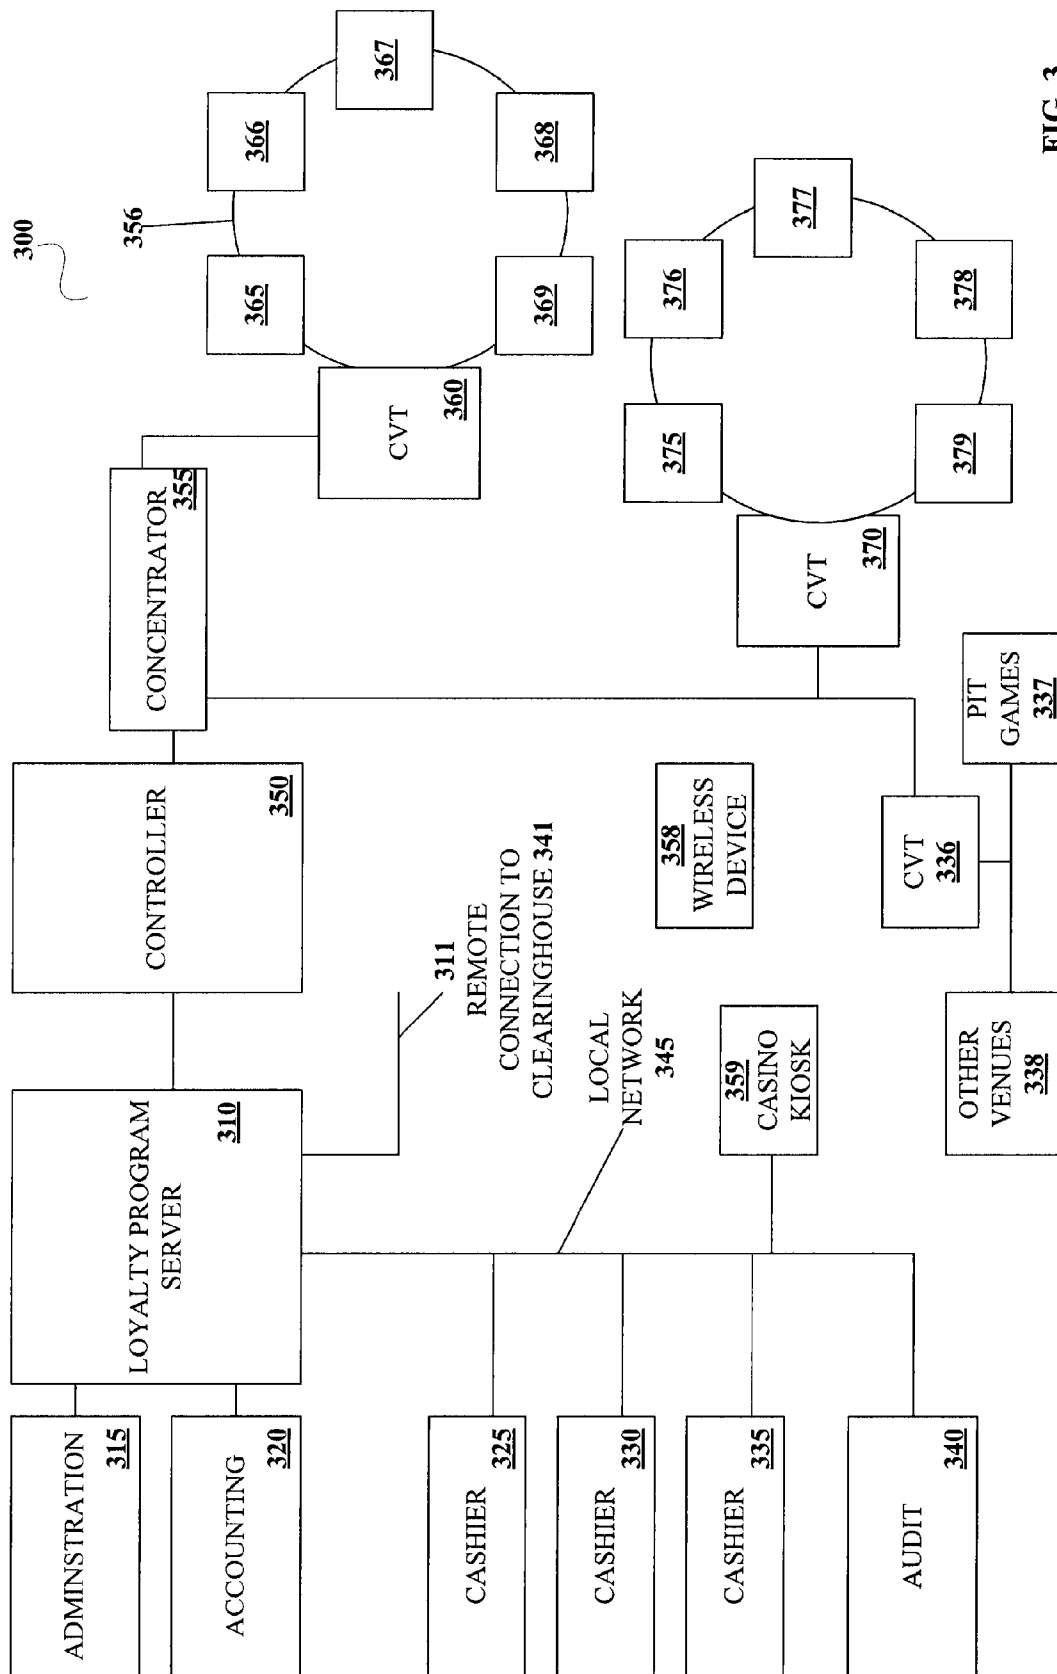 300
ADMINSTRATION
315
ACCOUNTING
320
LOYALTY PROGRAM
SERVER
310
CONTROLLER
350
CONCENTRATOR
355
356
365
366
367
368
369
CVT
360
CASHIER
325
CASHIER
330
CASHIER
335
AUDIT
340
311
REMOTE
CONNECTION TO
CLEARINGHOUSE 341
LOCAL
NETWORK
345
359
CASINO
KIOSK
358
WIRELESS
DEVICE
CVT
370
375
376
377
378
379
CVT
336
PIT
GAMES
337
OTHER
VENUES
338
FIG. 3